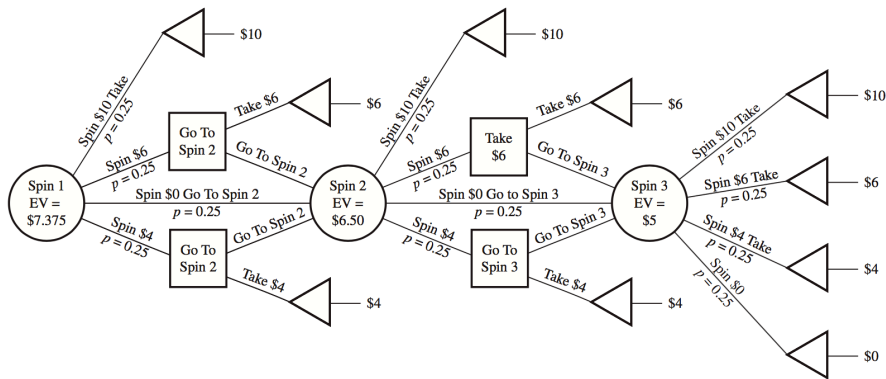 $10
Spin $10 Take
p = 0.25
Spin 1
EV =
$7.375
Spin $6
p = 0.25
Go To
Spin 2
Take $6
$6
Go To Spin 2
Spin $0 Go To Spin 2
p = 0.25
Spin $4
p = 0.25
Go To
Spin 2
Go To Spin 2
Take $4
$4
Spin 2
EV =
$6.50
Spin $10 Take
p = 0.25
$10
Spin $6
p = 0.25
Take
$6
Take $6
$6
Go To Spin 3
Spin $0 Go to Spin 3
p = 0.25
Spin $4
p = 0.25
Go To
Spin 3
Go To Spin 3
Take $4
$4
Spin 3
EV =
$5
Spin $10 Take
p = 0.25
$10
Spin $6 Take
p = 0.25
$6
Spin $4 Take
p = 0.25
$4
Spin $0
p = 0.25
$0